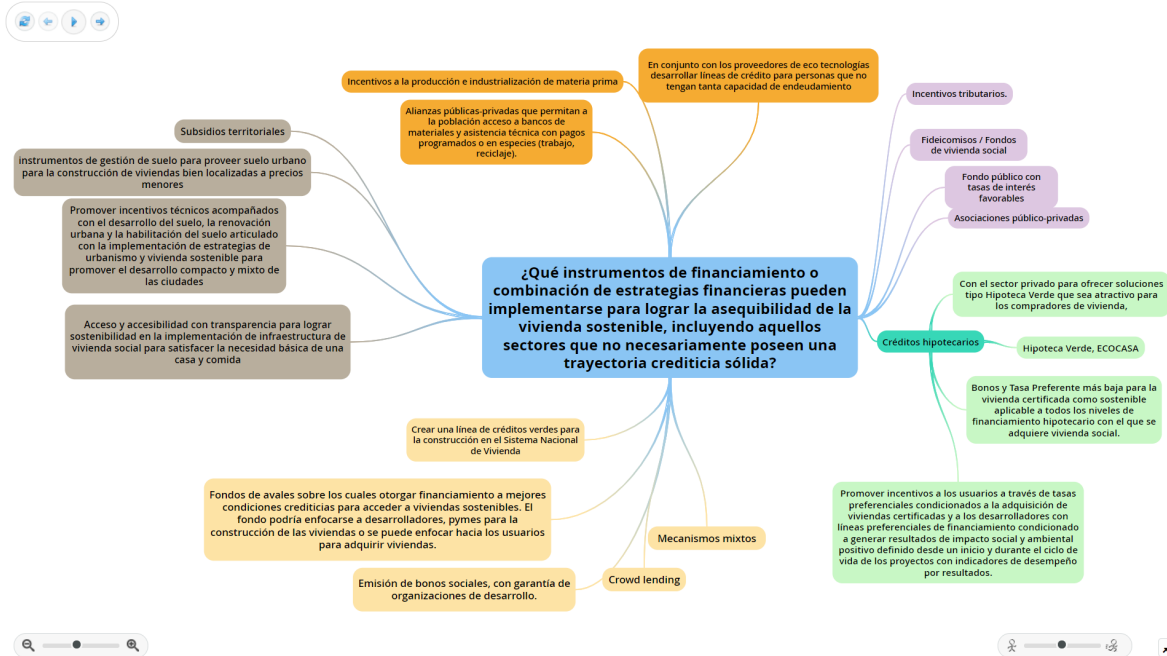 ¿Qué instrumentos de financiamiento o
combinación de estrategias financieras pueden
implementarse para lograr la asequibilidad de la
vivienda sostenible, incluyendo aquellos
sectores que no necesariamente poseen una
trayectoria crediticia sólida?
Incentivos a la producción e industrialización de materia prima
En conjunto con los proveedores de eco tecnologías
desarrollar líneas de crédito para personas que no
tengan tanta capacidad de endeudamiento
Alianzas públicas-privadas que permitan a
la población acceso a bancos de
materiales y asistencia técnica con pagos
programados o en especies (trabajo,
reciclaje).
Subsidios territoriales
instrumentos de gestión de suelo para proveer suelo urbano
para la construcción de viviendas bien localizadas a precios
menores
Promover incentivos técnicos acompañados
con el desarrollo del suelo, la renovación
urbana y la habilitación del suelo articulado
con la implementación de estrategias de
urbanismo y vivienda sostenible para
promover el desarrollo compacto y mixto de
las ciudades
Acceso y accesibilidad con transparencia para lograr
sostenibilidad en la implementación de infraestructura de
vivienda social para satisfacer la necesidad básica de una
casa y comida
Incentivos tributarios.
Fideicomisos / Fondos
de vivienda social
Fondo público con
tasas de interés
favorables
Asociaciones público-privadas
Créditos hipotecarios
Con el sector privado para ofrecer soluciones
tipo Hipoteca Verde que sea atractivo para
los compradores de vivienda,
Hipoteca Verde, ECOCASA
Bonos y Tasa Preferente más baja para la
vivienda certificada como sostenible
aplicable a todos los niveles de
financiamiento hipotecario con el que se
adquiere vivienda social.
Promover incentivos a los usuarios a través de tasas
preferenciales condicionados a la adquisición de
viviendas certificadas y a los desarrolladores con
líneas preferenciales de financiamiento condicionado
a generar resultados de impacto social y ambiental
positivo definido desde un inicio y durante el ciclo de
vida de los proyectos con indicadores de desempeño
por resultados.
Crear una línea de créditos verdes para
la construcción en el Sistema Nacional
de Vivienda
Fondos de avales sobre los cuales otorgar financiamiento a mejores
condiciones crediticias para acceder a viviendas sostenibles. El
fondo podría enfocarse a desarrolladores, pymes para la
construcción de las viviendas o se puede enfocar hacia los usuarios
para adquirir viviendas.
Emisión de bonos sociales, con garantía de
organizaciones de desarrollo.
Crowd lending
Mecanismos mixtos